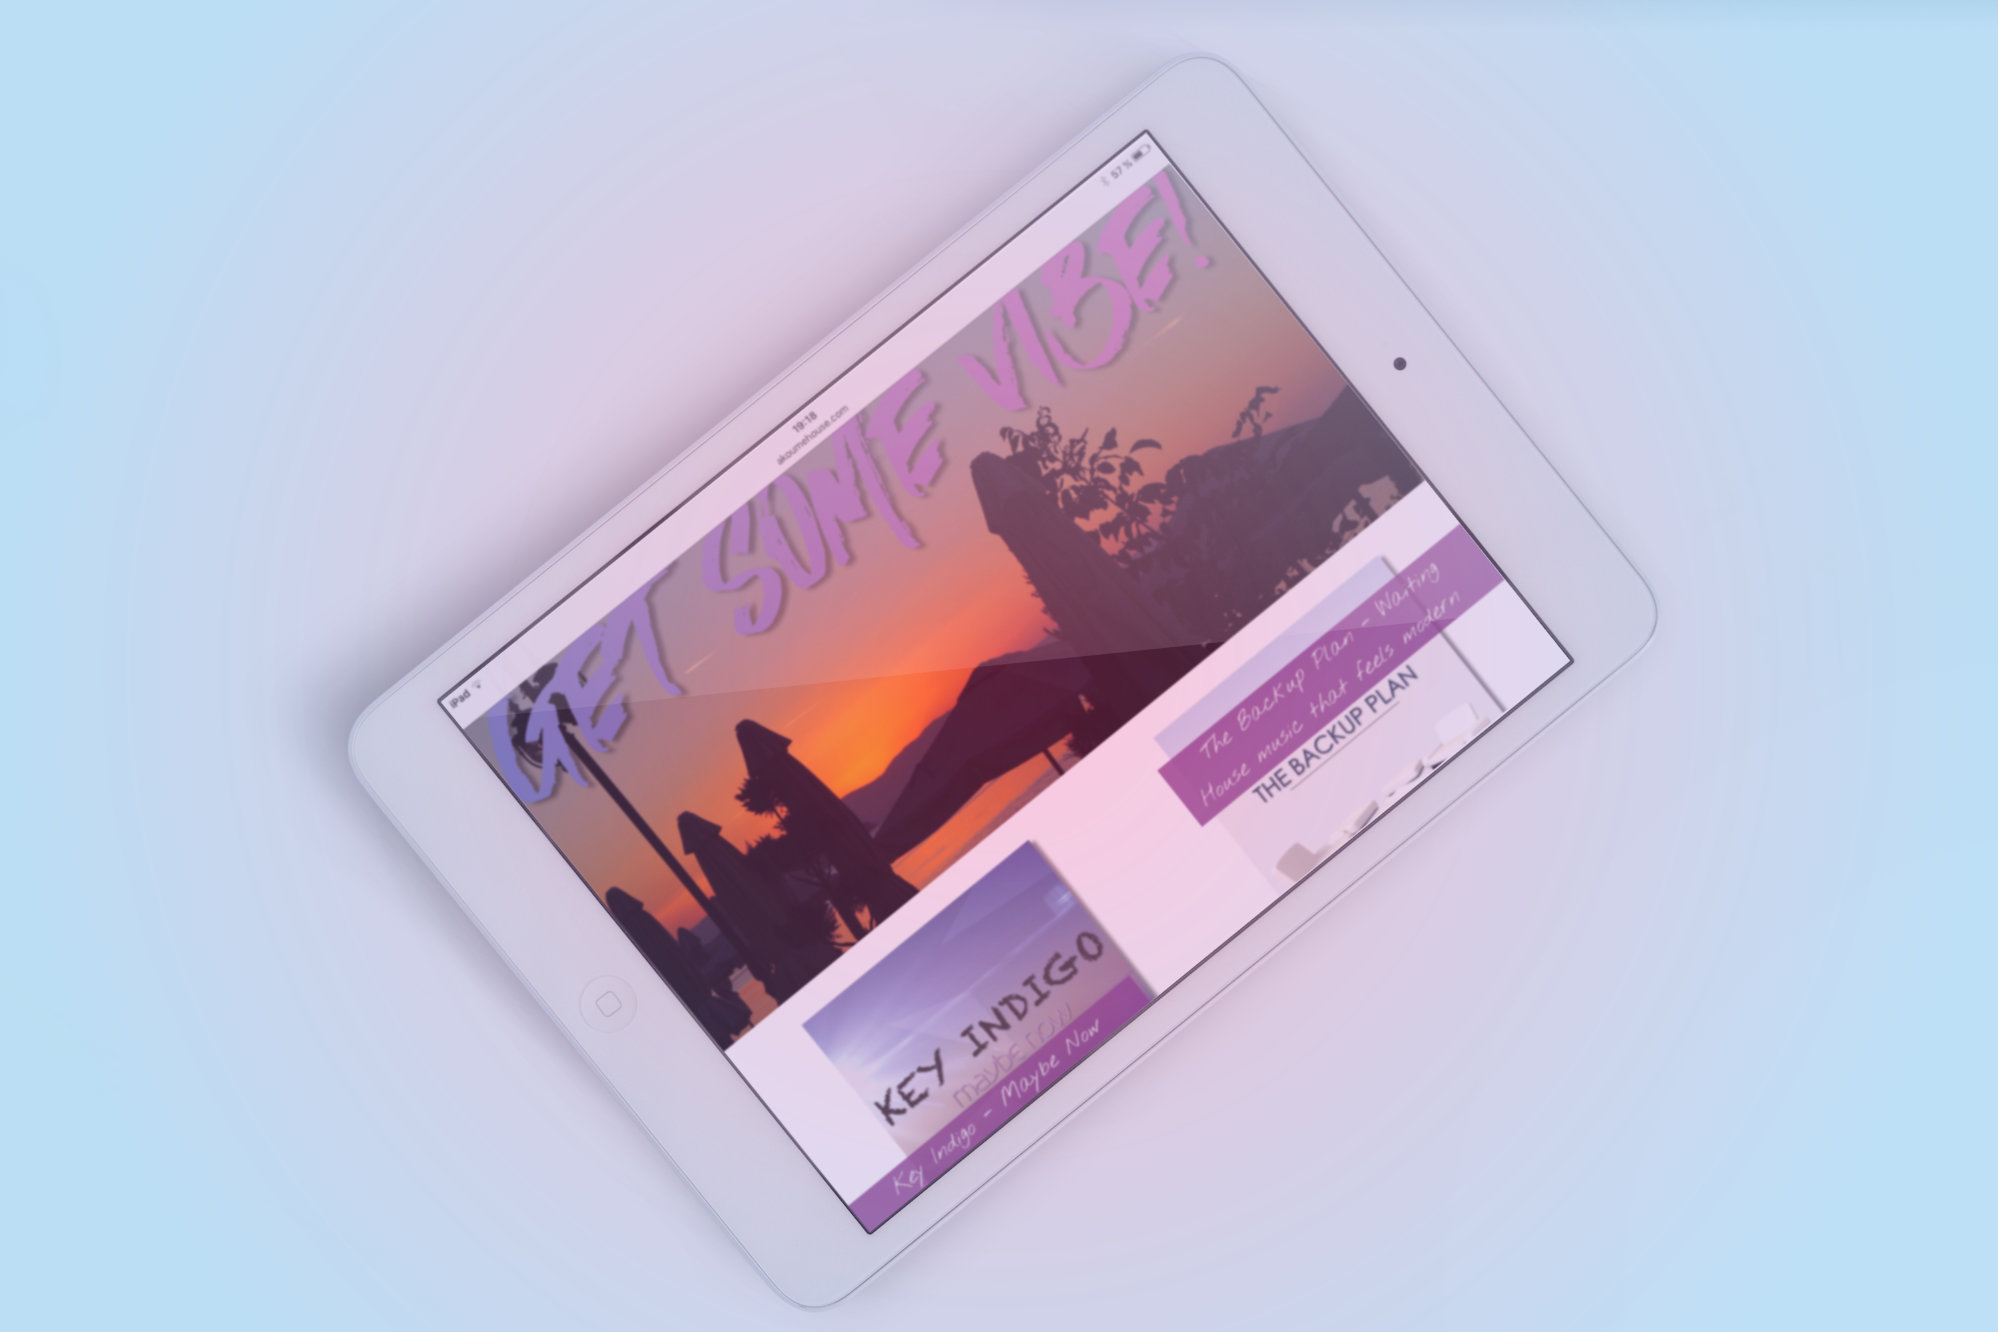 iPad
19:18
57 %
akoumehouse.com
GET SOME VIBE!
KEY INDIGO
maybe now
Key Indigo - Maybe Now
The Backup Plan - Waiting
House music that feels modern
THE BACKUP PLAN